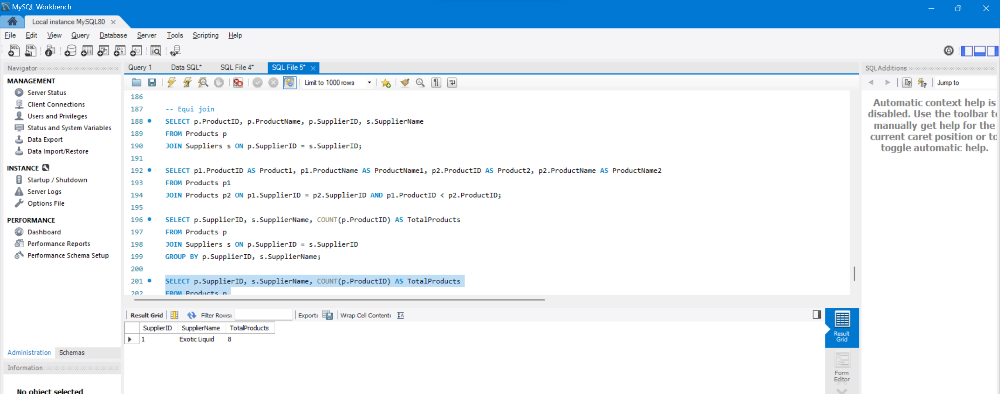 MySQL Workbench
Local instance MySQL80
File Edit View Query Database Server Tools Scripting Help
Navigator
MANAGEMENT
Server Status
Client Connections
Users and Privileges
Status and System Variables
Data Export
Data Import/Restore
INSTANCE
Startup / Shutdown
Server Logs
Options File
PERFORMANCE
Dashboard
Performance Reports
Performance Schema Setup
Administration Schemas
Information
No object selected
Query 1 Data SQL* SQL File 4* SQL File 5*
Limit to 1000 rows
186
187 -- Equi join
188 SELECT p.ProductID, p.ProductName, p.SupplierID, s.SupplierName
189 FROM Products p
190 JOIN Suppliers s ON p.SupplierID = s.SupplierID;
191
192 SELECT p1.ProductID AS Product1, p1.ProductName AS ProductName1, p2.ProductID AS Product2, p2.ProductName AS ProductName2
193 FROM Products p1
194 JOIN Products p2 ON p1.SupplierID = p2.SupplierID AND p1.ProductID < p2.ProductID;
195
196 SELECT p.SupplierID, s.SupplierName, COUNT(p.ProductID) AS TotalProducts
197 FROM Products p
198 JOIN Suppliers s ON p.SupplierID = s.SupplierID
199 GROUP BY p.SupplierID, s.SupplierName;
200
201 SELECT p.SupplierID, s.SupplierName, COUNT(p.ProductID) AS TotalProducts
202 FROM Products p
Result Grid Filter Rows: Export: Wrap Cell Content:
SupplierID SupplierName TotalProducts
1 Exotic Liquid 8
Result
Grid
Form
Editor
SQLAdditions
Jump to
Automatic context help is
disabled. Use the toolbar to
manually get help for the
current caret position or to
toggle automatic help.